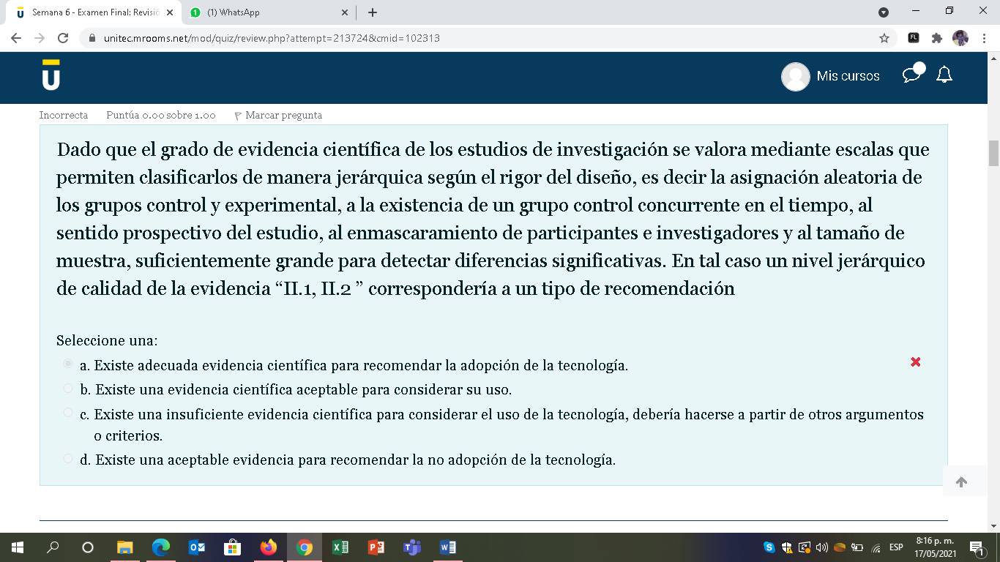 Semana 6 - Examen Final: Revisió
(1) WhatsApp
unitec.mrooms.net/mod/quiz/review.php?attempt=213724&cmid=102313
FL
U
Mis cursos
Incorrecta Puntúa 0.00 sobre 1.00 Marcar pregunta
Dado que el grado de evidencia científica de los estudios de investigación se valora mediante escalas que
permiten clasificarlos de manera jerárquica según el rigor del diseño, es decir la asignación aleatoria de
los grupos control y experimental, a la existencia de un grupo control concurrente en el tiempo, al
sentido prospectivo del estudio, al enmascaramiento de participantes e investigadores y al tamaño de
muestra, suficientemente grande para detectar diferencias significativas. En tal caso un nivel jerárquico
de calidad de la evidencia “II.1, II.2 ” correspondería a un tipo de recomendación
Seleccione una:
a. Existe adecuada evidencia científica para recomendar la adopción de la tecnología.
b. Existe una evidencia científica aceptable para considerar su uso.
c. Existe una insuficiente evidencia científica para considerar el uso de la tecnología, debería hacerse a partir de otros argumentos
o criterios.
d. Existe una aceptable evidencia para recomendar la no adopción de la tecnología.
ESP
8:16 p. m.
17/05/2021
1